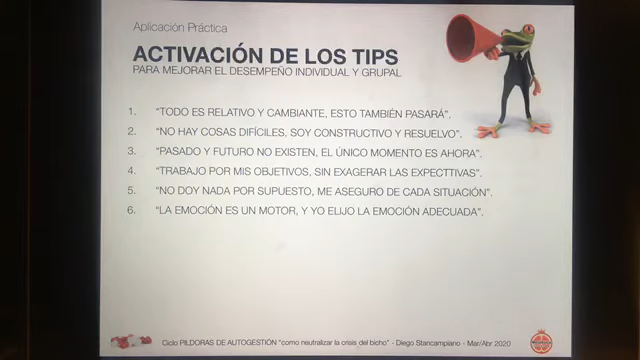 Aplicación Práctica
ACTIVACIÓN DE LOS TIPS
PARA MEJORAR EL DESEMPEÑO INDIVIDUAL Y GRUPAL
1. “TODO ES RELATIVO Y CAMBIANTE, ESTO TAMBIÉN PASARÁ”.
2. “NO HAY COSAS DIFÍCILES, SOY CONSTRUCTIVO Y RESUELVO”.
3. “PASADO Y FUTURO NO EXISTEN, EL ÚNICO MOMENTO ES AHORA”.
4. “TRABAJO POR MIS OBJETIVOS, SIN EXAGERAR LAS EXPECTTIVAS”.
5. “NO DOY NADA POR SUPUESTO, ME ASEGURO DE CADA SITUACIÓN”.
6. “LA EMOCIÓN ES UN MOTOR, Y YO ELIJO LA EMOCIÓN ADECUADA”.
Ciclo PILDORAS DE AUTOGESTIÓN “como neutralizar la crisis del bicho” - Diego Stancampiano - Mar/Abr 2020